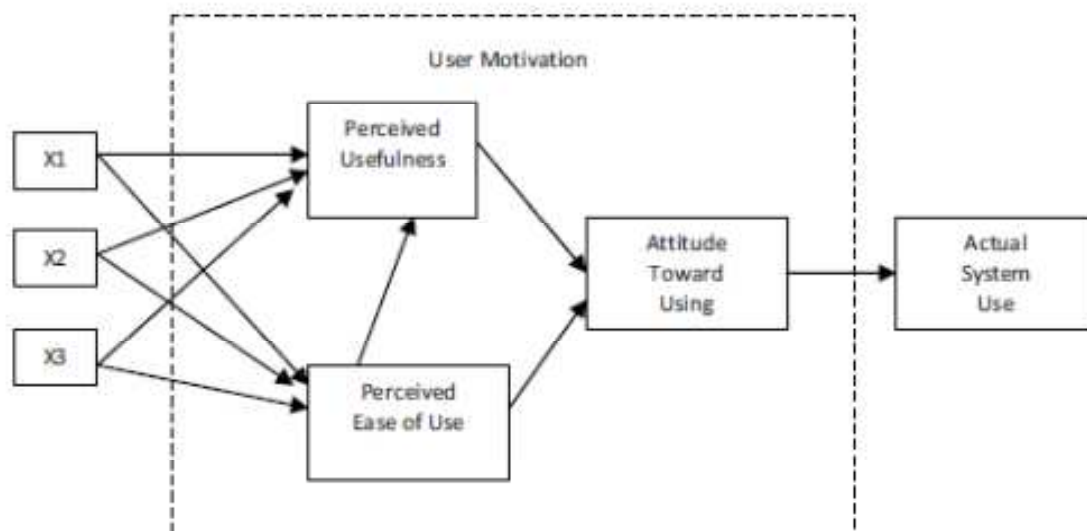 User Motivation
X1
X2
X3
Perceived
Usefulness
Perceived
Ease of Use
Attitude
Toward
Using
Actual
System
Use